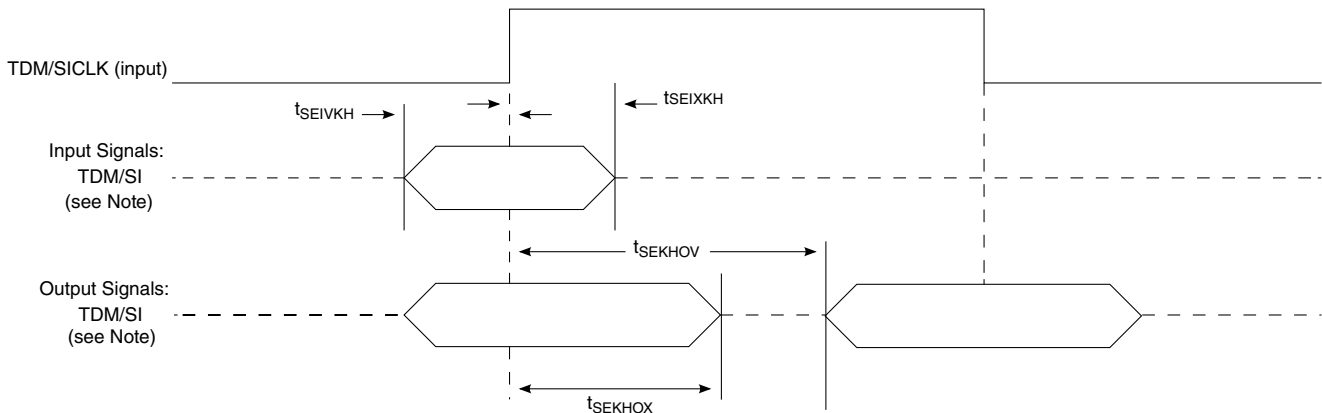 TDM/SICLK (input)
tSEIVKH
tSEIXKH
Input Signals:
TDM/SI
(see Note)
tSEKHOV
Output Signals:
TDM/SI
(see Note)
tSEKHOX